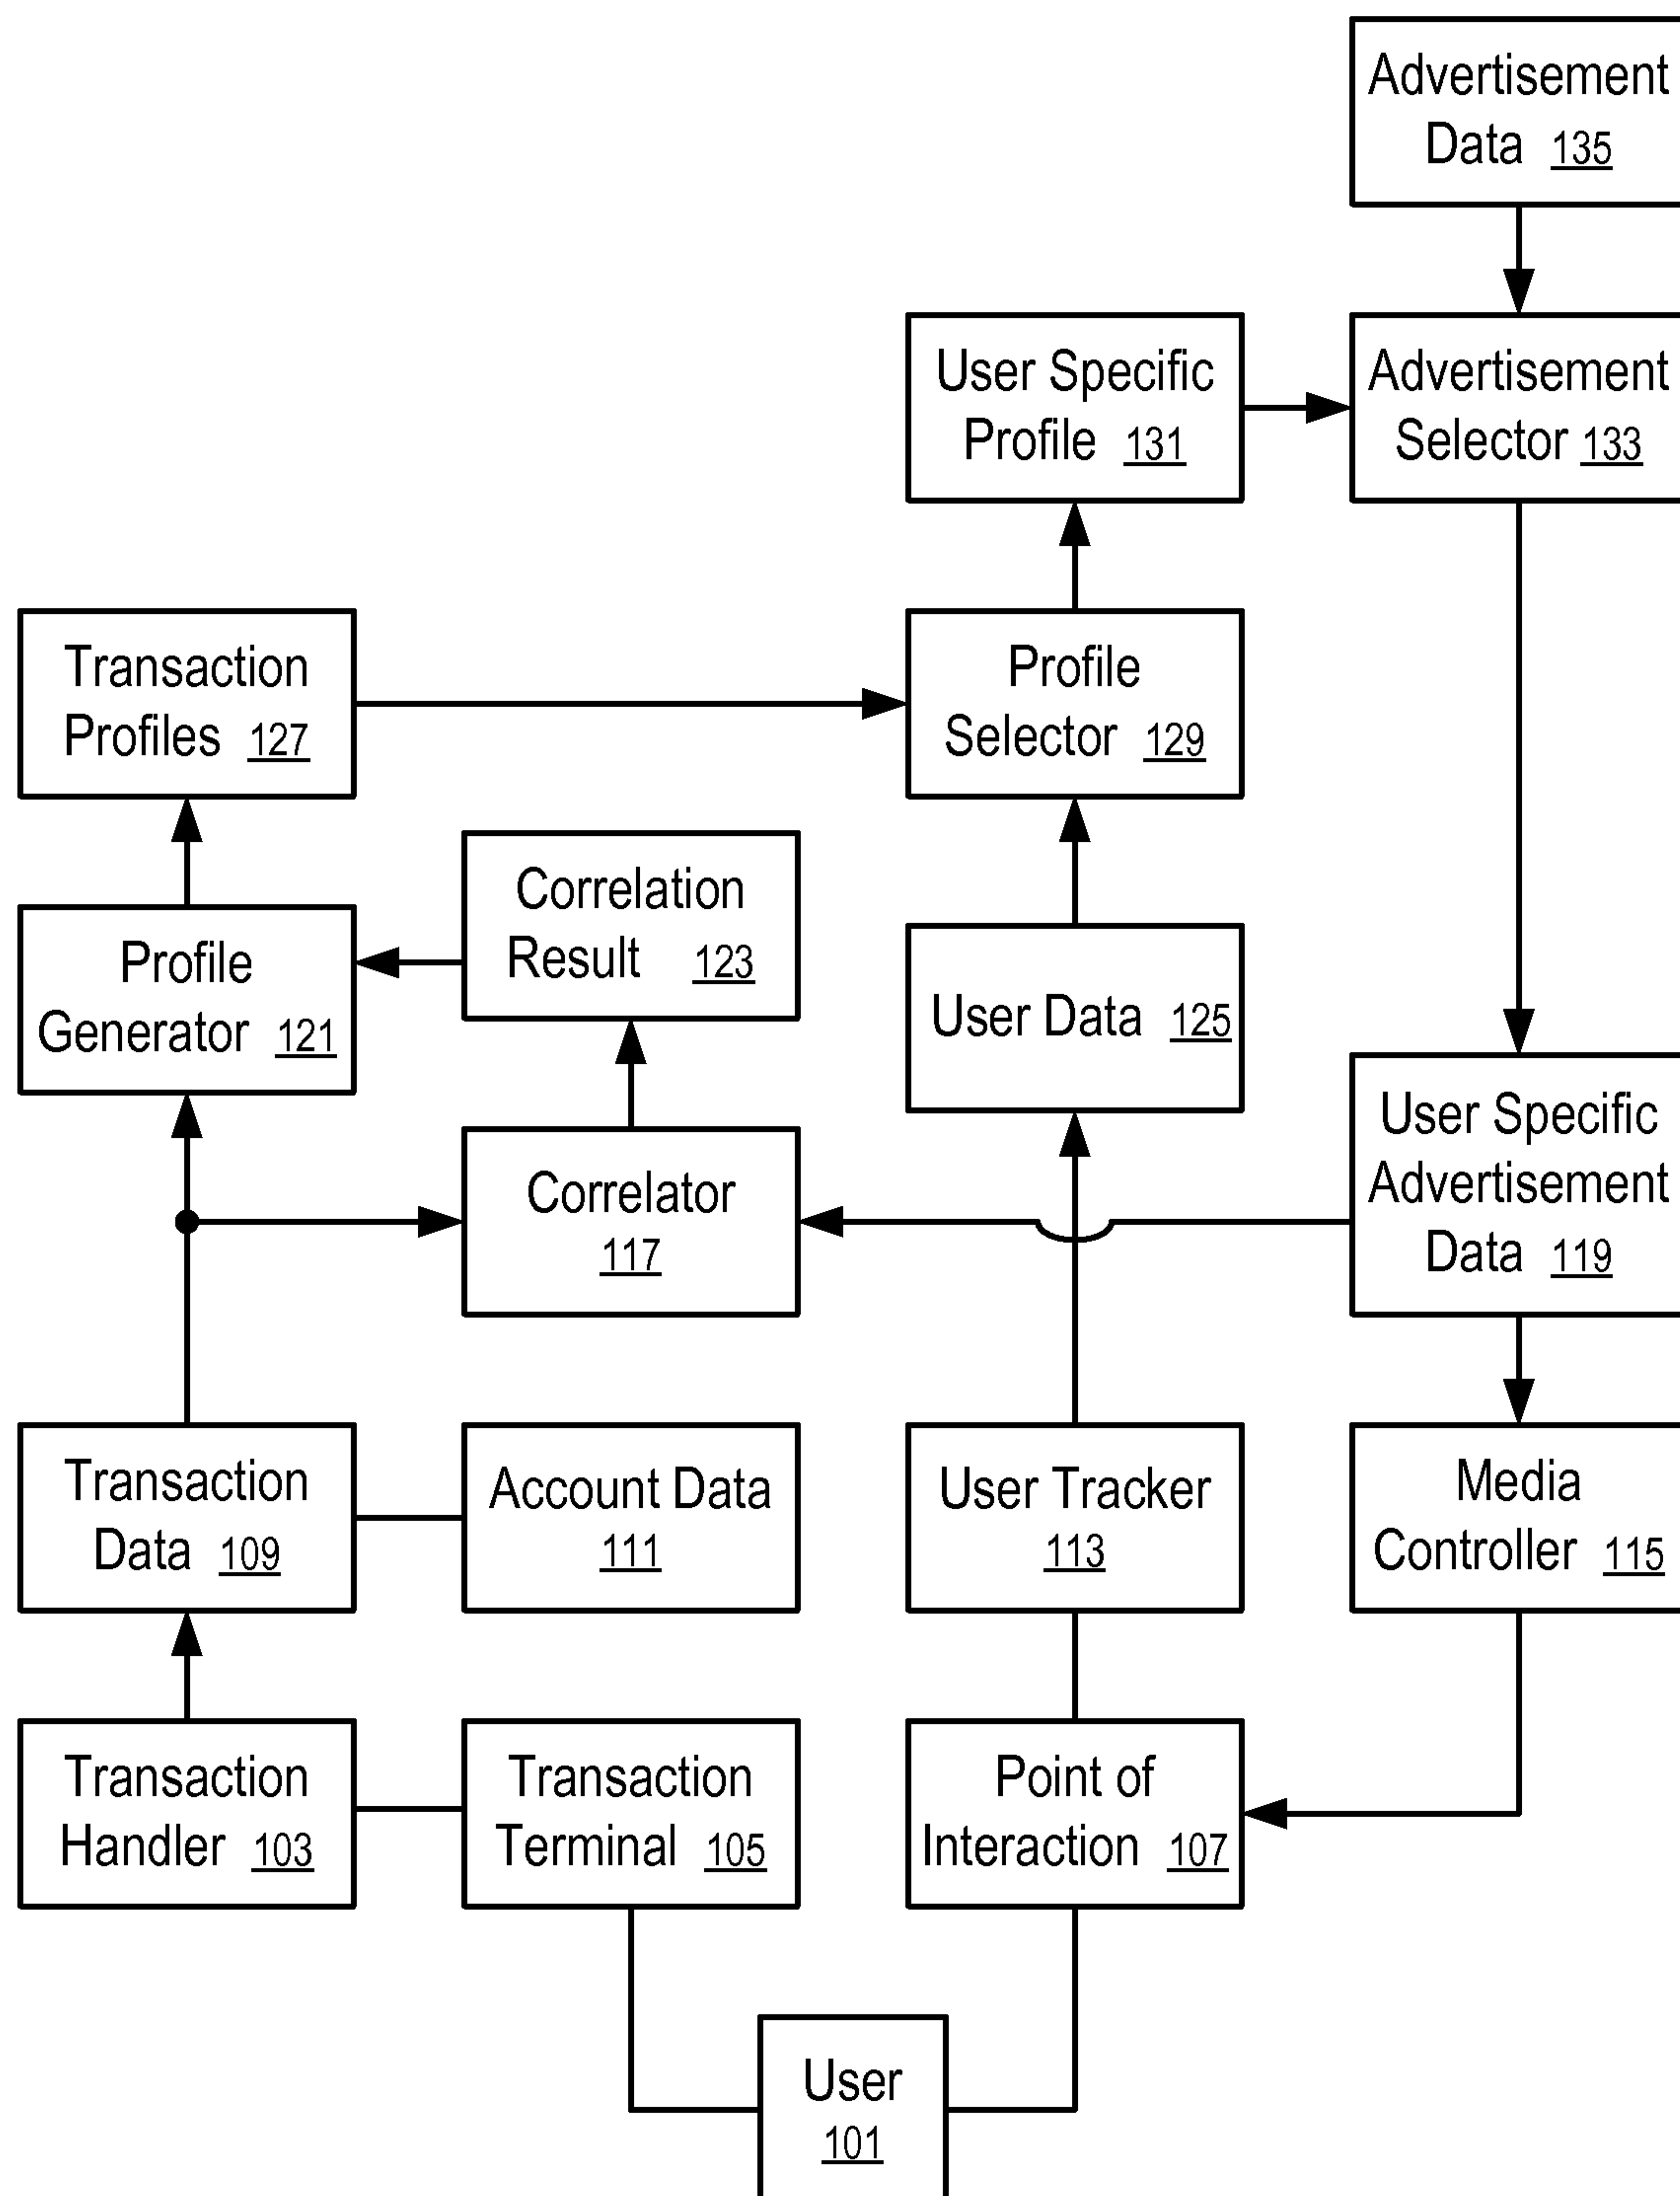 Advertisement
Data 135
User Specific
Profile 131
Advertisement
Selector 133
Transaction
Profiles 127
Profile
Selector 129
Correlation
Result 123
Profile
Generator 121
User Data 125
User Specific
Advertisement
Data 119
Correlator
117
Transaction
Data 109
Account Data
111
User Tracker
113
Media
Controller 115
Transaction
Handler 103
Transaction
Terminal 105
Point of
Interaction 107
User
101